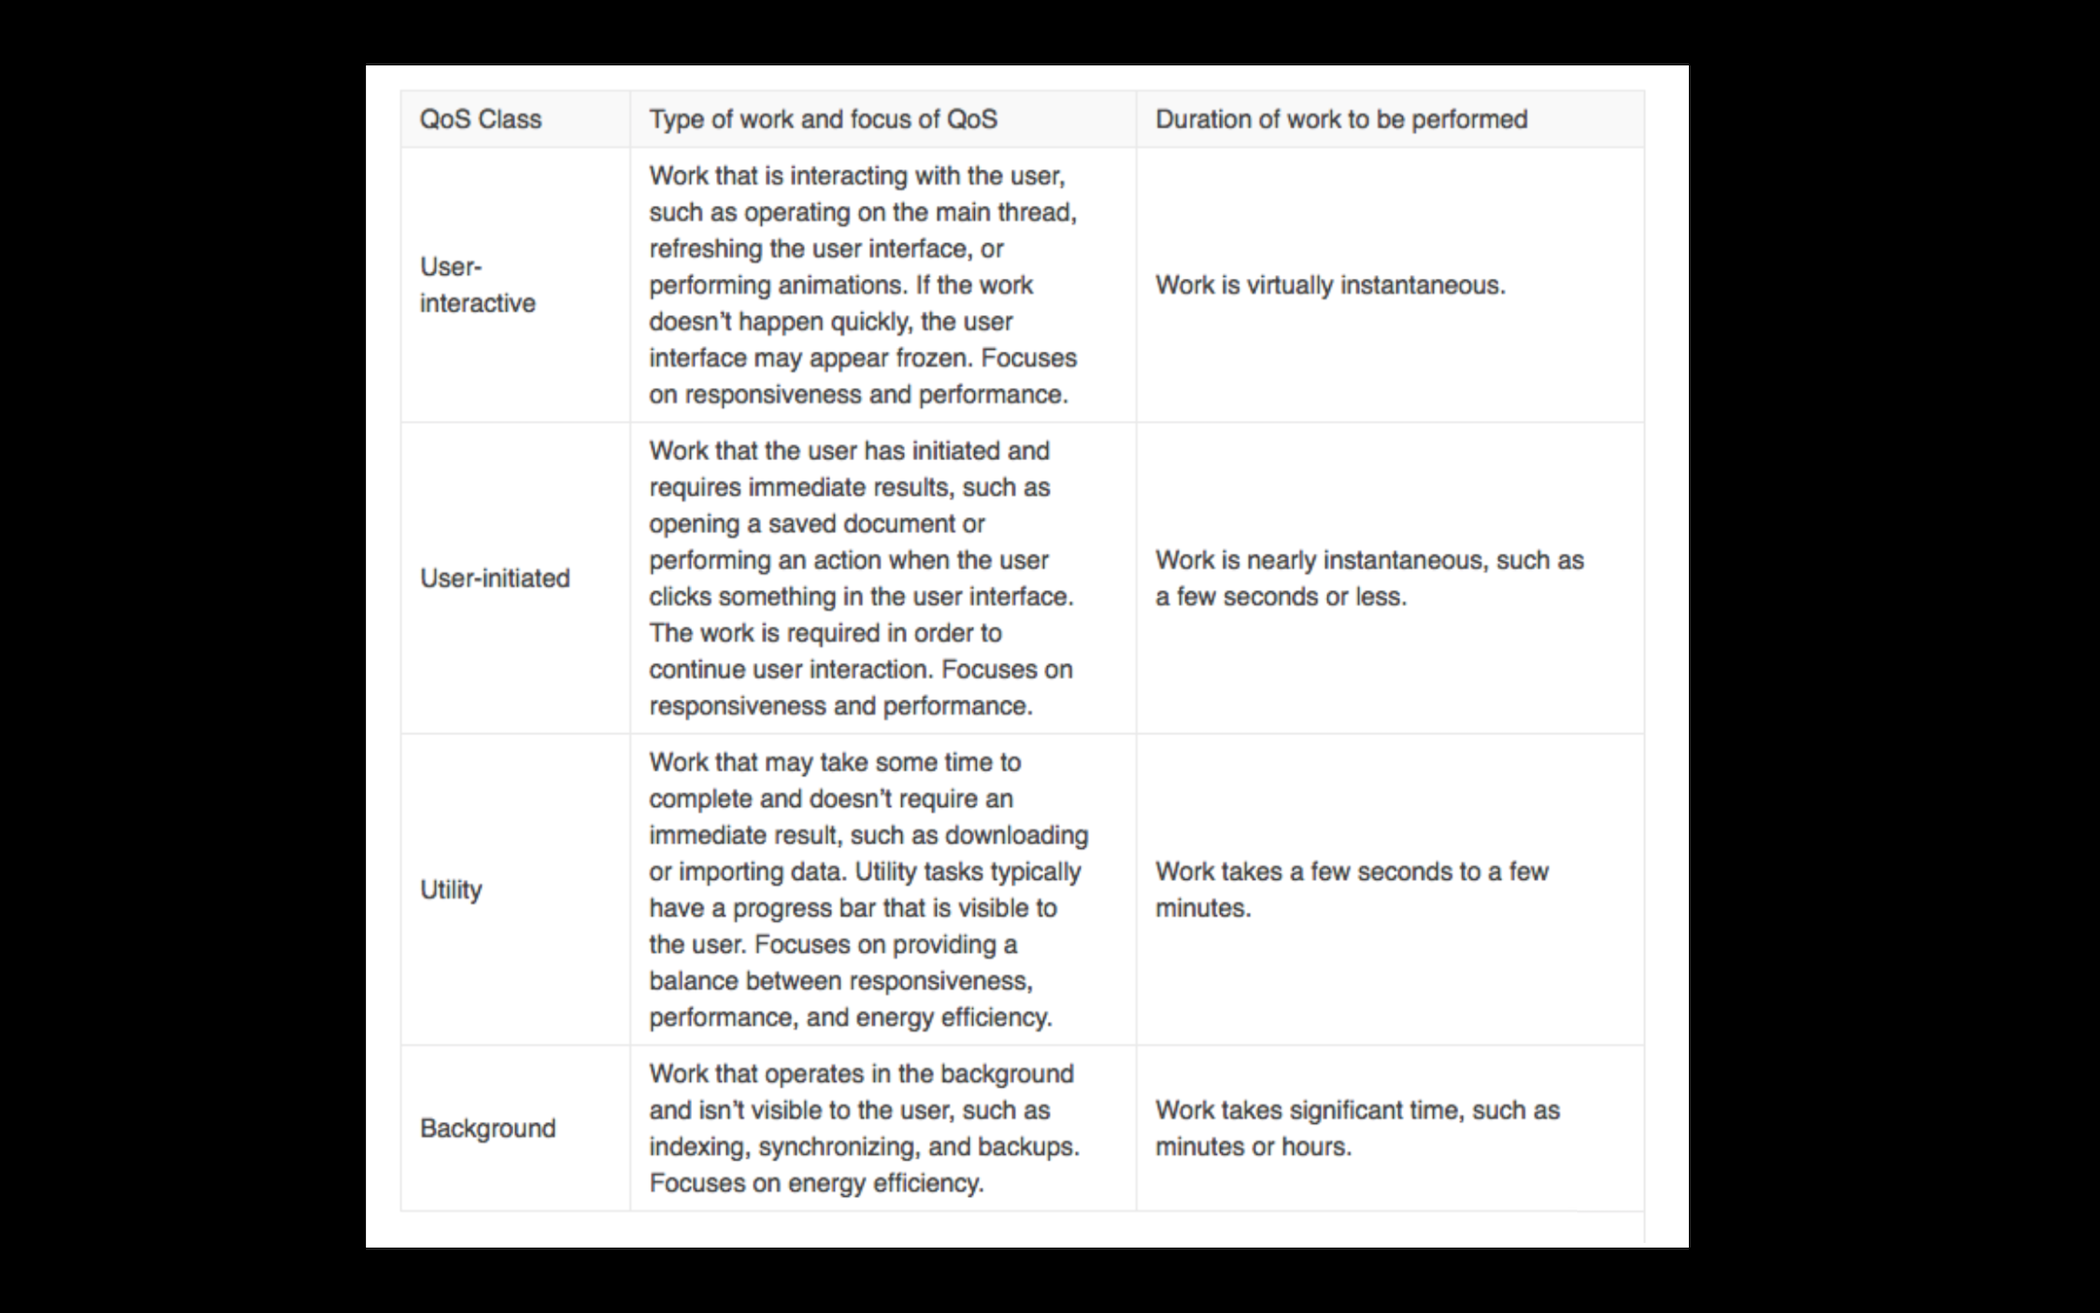 QoS Class
Type of work and focus of QoS
Duration of work to be performed
User-
interactive
Work that is interacting with the user,
such as operating on the main thread,
refreshing the user interface, or
performing animations. If the work
doesn’t happen quickly, the user
interface may appear frozen. Focuses
on responsiveness and performance.
Work is virtually instantaneous.
User-initiated
Work that the user has initiated and
requires immediate results, such as
opening a saved document or
performing an action when the user
clicks something in the user interface.
The work is required in order to
continue user interaction. Focuses on
responsiveness and performance.
Work is nearly instantaneous, such as
a few seconds or less.
Utility
Work that may take some time to
complete and doesn’t require an
immediate result, such as downloading
or importing data. Utility tasks typically
have a progress bar that is visible to
the user. Focuses on providing a
balance between responsiveness,
performance, and energy efficiency.
Work takes a few seconds to a few
minutes.
Background
Work that operates in the background
and isn’t visible to the user, such as
indexing, synchronizing, and backups.
Focuses on energy efficiency.
Work takes significant time, such as
minutes or hours.